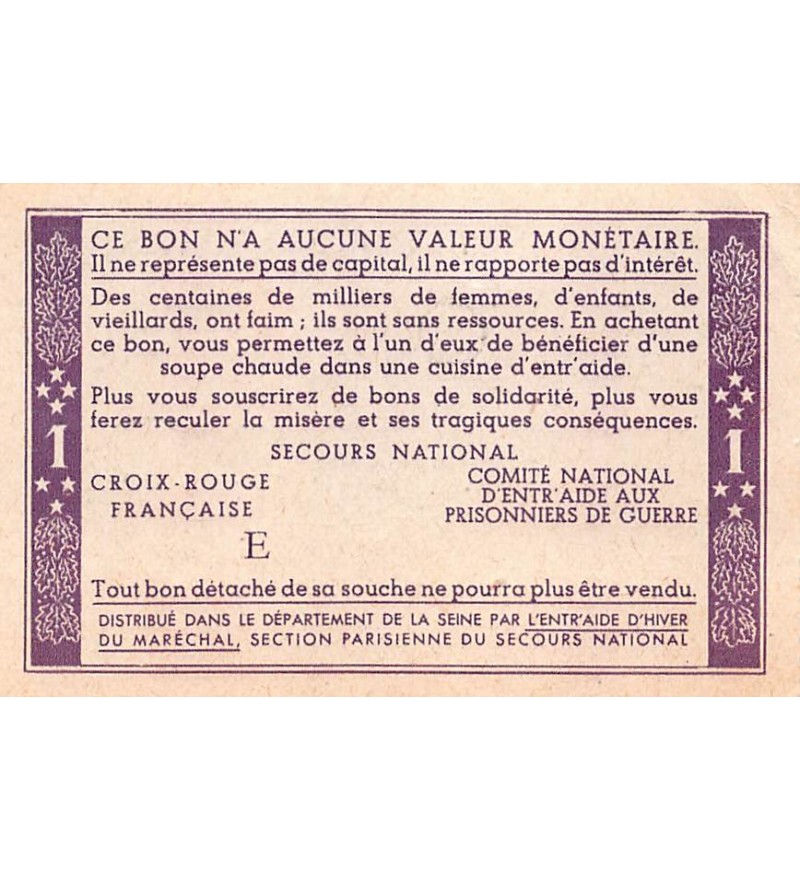 CE BON N'A AUCUNE VALEUR MONÉTAIRE.
Il ne représente pas de capital, il ne rapporte pas d'intérêt.
Des centaines de milliers de femmes, d'enfants, de
vieillards, ont faim ; ils sont sans ressources. En achetant
ce bon, vous permettez à l'un d'eux de bénéficier d'une
soupe chaude dans une cuisine d'entr'aide.
Plus vous souscrirez de bons de solidarité, plus vous
ferez reculer la misère et ses tragiques conséquences.
1
1
SECOURS NATIONAL
CROIX-ROUGE
FRANÇAISE
COMITÉ NATIONAL
D'ENTR'AIDE AUX
PRISONNIERS DE GUERRE
E
Tout bon détaché de sa souche ne pourra plus être vendu.
DISTRIBUÉ DANS LE DÉPARTEMENT DE LA SEINE PAR L'ENTR'AIDE D'HIVER
DU MARÉCHAL, SECTION PARISIENNE DU SECOURS NATIONAL